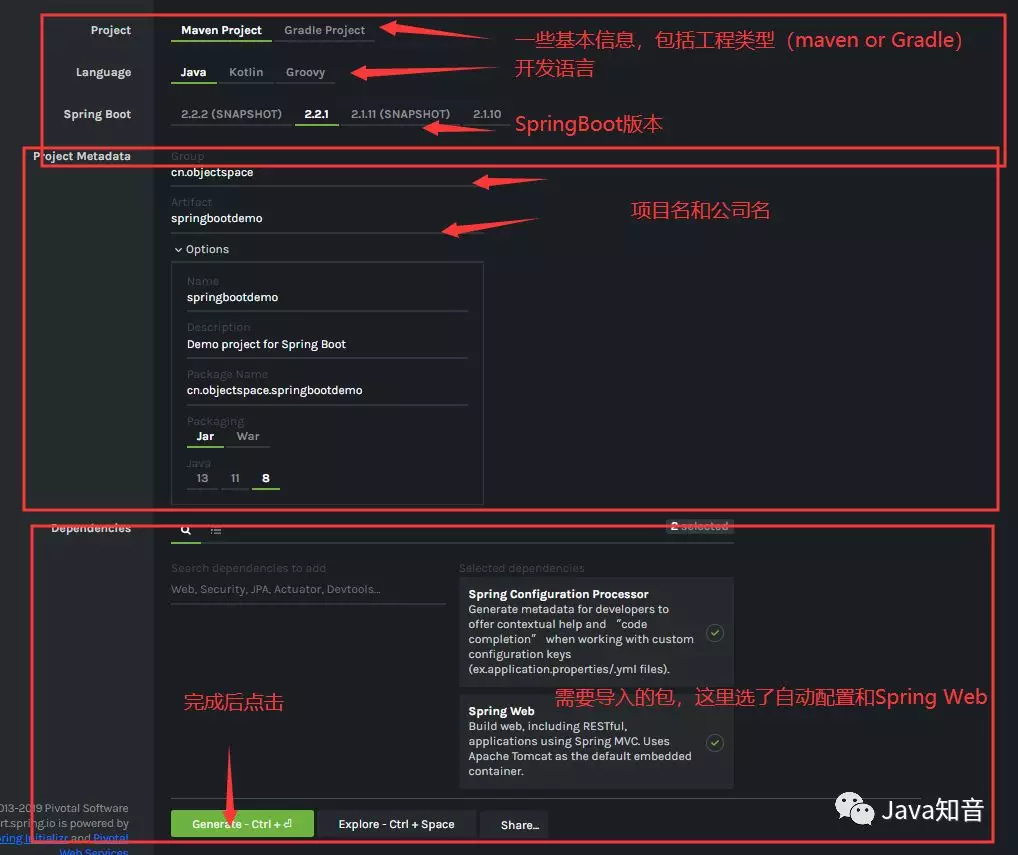 Project
Maven Project
Gradle Project
一些基本信息，包括工程类型（maven or Gradle）
开发语言
Language
Java
Kotlin
Groovy
Spring Boot
2.2.2 (SNAPSHOT)
2.2.1
2.1.11 (SNAPSHOT)
2.1.10
SpringBoot版本
Project Metadata
Group
cn.objectspace
Artifact
springbootdemo
项目名和公司名
Options
Name
springbootdemo
Description
Demo project for Spring Boot
Package Name
cn.objectspace.springbootdemo
Packaging
Jar
War
Java
13
11
8
Dependencies
2 selected
Search dependencies to add
Web, Security, JPA, Actuator, Devtools...
Selected dependencies
Spring Configuration Processor
Generate metadata for developers to
offer contextual help and “code
completion” when working with custom
configuration keys
(ex.application.properties/.yml files).
需要导入的包，这里选了自动配置和Spring Web
Spring Web
Build web, including RESTful,
applications using Spring MVC. Uses
Apache Tomcat as the default embedded
container.
完成后点击
013-2019 Pivotal Software
rt.spring.io is powered by
ring Initializr and Pivotal
Web Services
Generate - Ctrl + ⏎
Explore - Ctrl + Space
Share...
Java知音